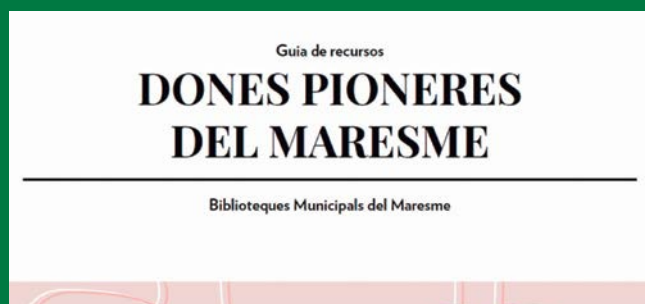 Guia de recursos
DONES PIONERES
DEL MARESME
Biblioteques Municipals del Maresme